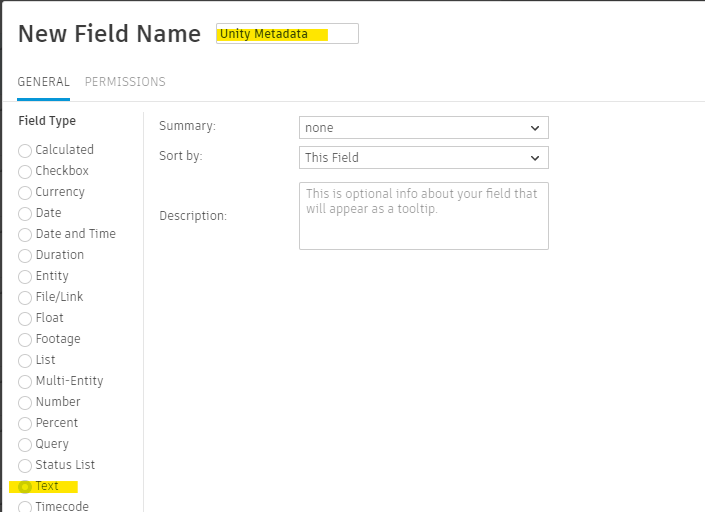 New Field Name Unity Metadata
GENERAL PERMISSIONS
Field Type
Calculated
Checkbox
Currency
Date
Date and Time
Duration
Entity
File/Link
Float
Footage
List
Multi-Entity
Number
Percent
Query
Status List
Text
Timecode
Summary: none
Sort by: This Field
Description: This is optional info about your field that
will appear as a tooltip.